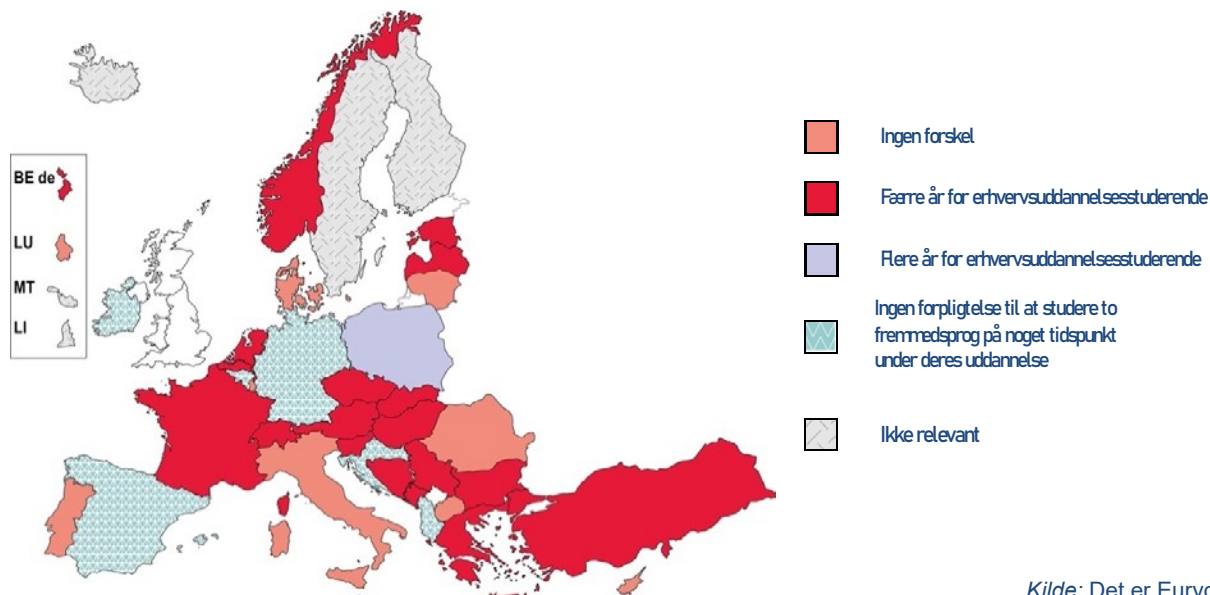 BE de
LU
MT
LI
Ingen forskel
Færre år for erhvervsuddannelsesstuderende
Flere år for erhvervsuddannelsesstuderende
Ingen forpligtelse til at studere to
fremmedsprog på noget tidspunkt
under deres uddannelse
Ikke relevant
Kilde: Det er Euryd